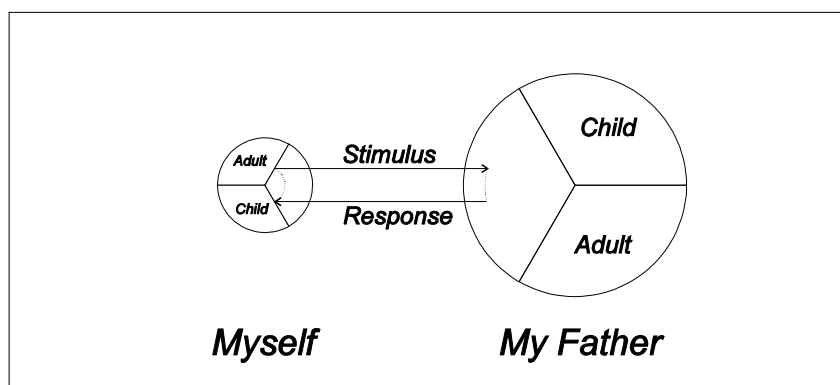 Child
Adult
Stimulus
Child
Response
Adult
Myself
My Father